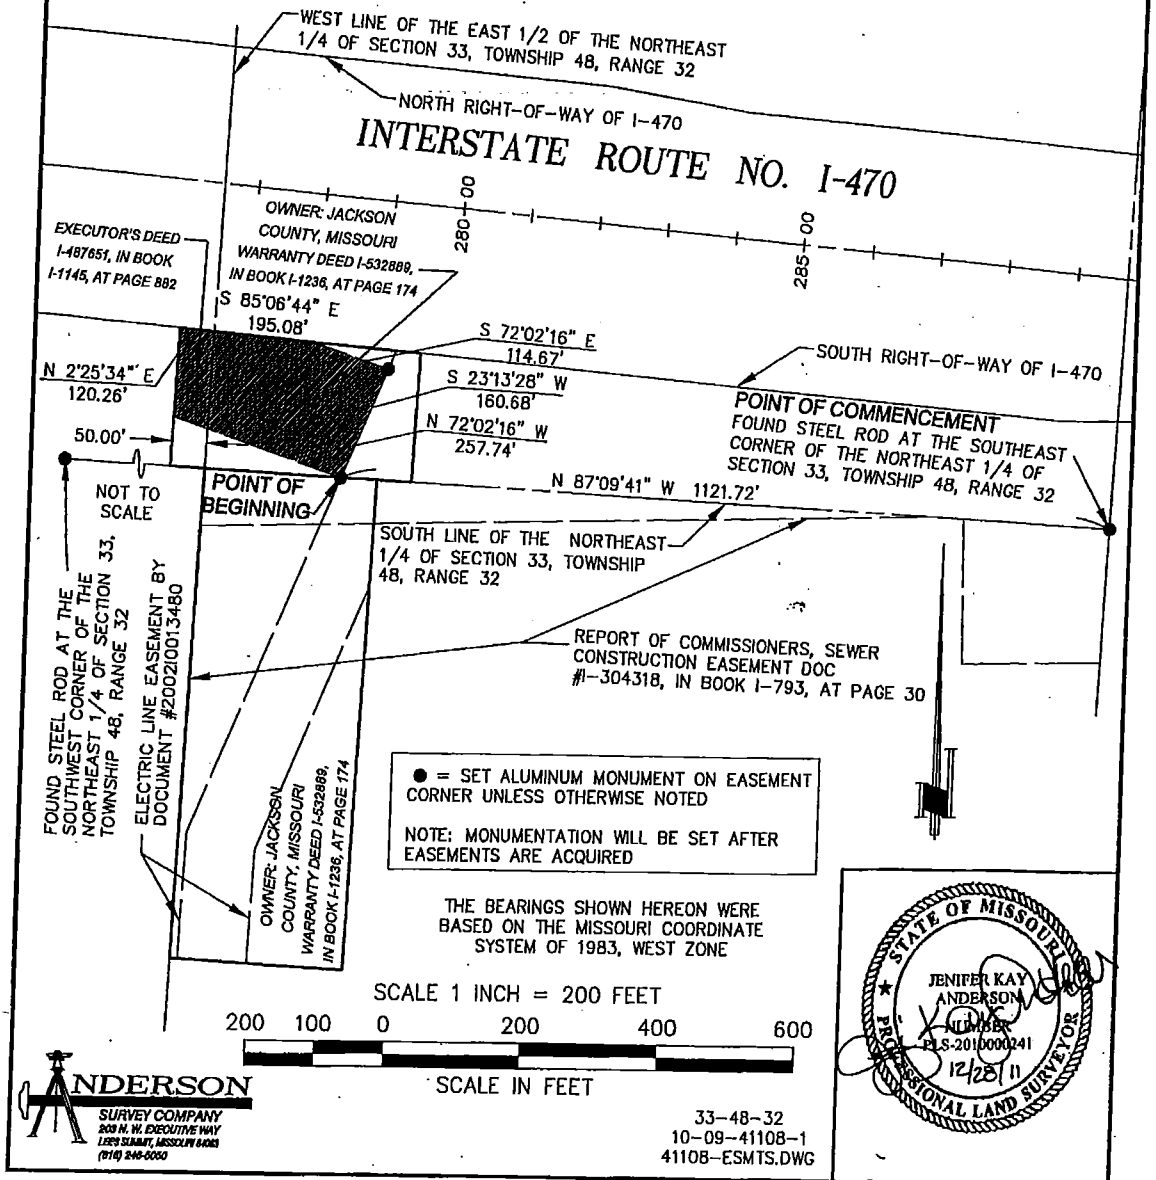 WEST LINE OF THE EAST 1/2 OF THE NORTHEAST
1/4 OF SECTION 33, TOWNSHIP 48, RANGE 32
NORTH RIGHT-OF-WAY OF I-470
INTERSTATE ROUTE NO. I-470
280+00
285+00
EXECUTOR'S DEED
I-487651, IN BOOK
I-1145, AT PAGE 882
OWNER: JACKSON
COUNTY, MISSOURI
WARRANTY DEED I-532889,
IN BOOK I-1236, AT PAGE 174
S 85°06'44" E
195.08'
S 72°02'16" E
114.67'
SOUTH RIGHT-OF-WAY OF I-470
N 2°25'34" E
120.26'
S 23°13'28" W
160.68'
N 72°02'16" W
257.74'
50.00'
POINT OF COMMENCEMENT
FOUND STEEL ROD AT THE SOUTHEAST
CORNER OF THE NORTHEAST 1/4 OF
SECTION 33, TOWNSHIP 48, RANGE 32
NOT TO
SCALE
POINT OF
BEGINNING
N 87°09'41" W 1121.72'
SOUTH LINE OF THE NORTHEAST
1/4 OF SECTION 33, TOWNSHIP
48, RANGE 32
FOUND STEEL ROD AT THE
SOUTHWEST CORNER OF THE
NORTHEAST 1/4 OF SECTION 33,
TOWNSHIP 48, RANGE 32
ELECTRIC LINE EASEMENT BY
DOCUMENT #2002I0013480
REPORT OF COMMISSIONERS, SEWER
CONSTRUCTION EASEMENT DOC
#I-304318, IN BOOK I-793, AT PAGE 30
OWNER: JACKSON
COUNTY, MISSOURI
WARRANTY DEED I-532889,
IN BOOK I-1236, AT PAGE 174
N
● = SET ALUMINUM MONUMENT ON EASEMENT
CORNER UNLESS OTHERWISE NOTED
NOTE: MONUMENTATION WILL BE SET AFTER
EASEMENTS ARE ACQUIRED
THE BEARINGS SHOWN HEREON WERE
BASED ON THE MISSOURI COORDINATE
SYSTEM OF 1983, WEST ZONE
SCALE 1 INCH = 200 FEET
200 100 0 200 400 600
SCALE IN FEET
ANDERSON
SURVEY COMPANY
203 N. W. EXECUTIVE WAY
LEES SUMMIT, MISSOURI 64063
(816) 246-5050
33-48-32
10-09-41108-1
41108-ESMTS.DWG
STATE OF MISSOURI
JENIFER KAY
ANDERSON
NUMBER
PLS-2010000241
12/28/11
PROFESSIONAL LAND SURVEYOR